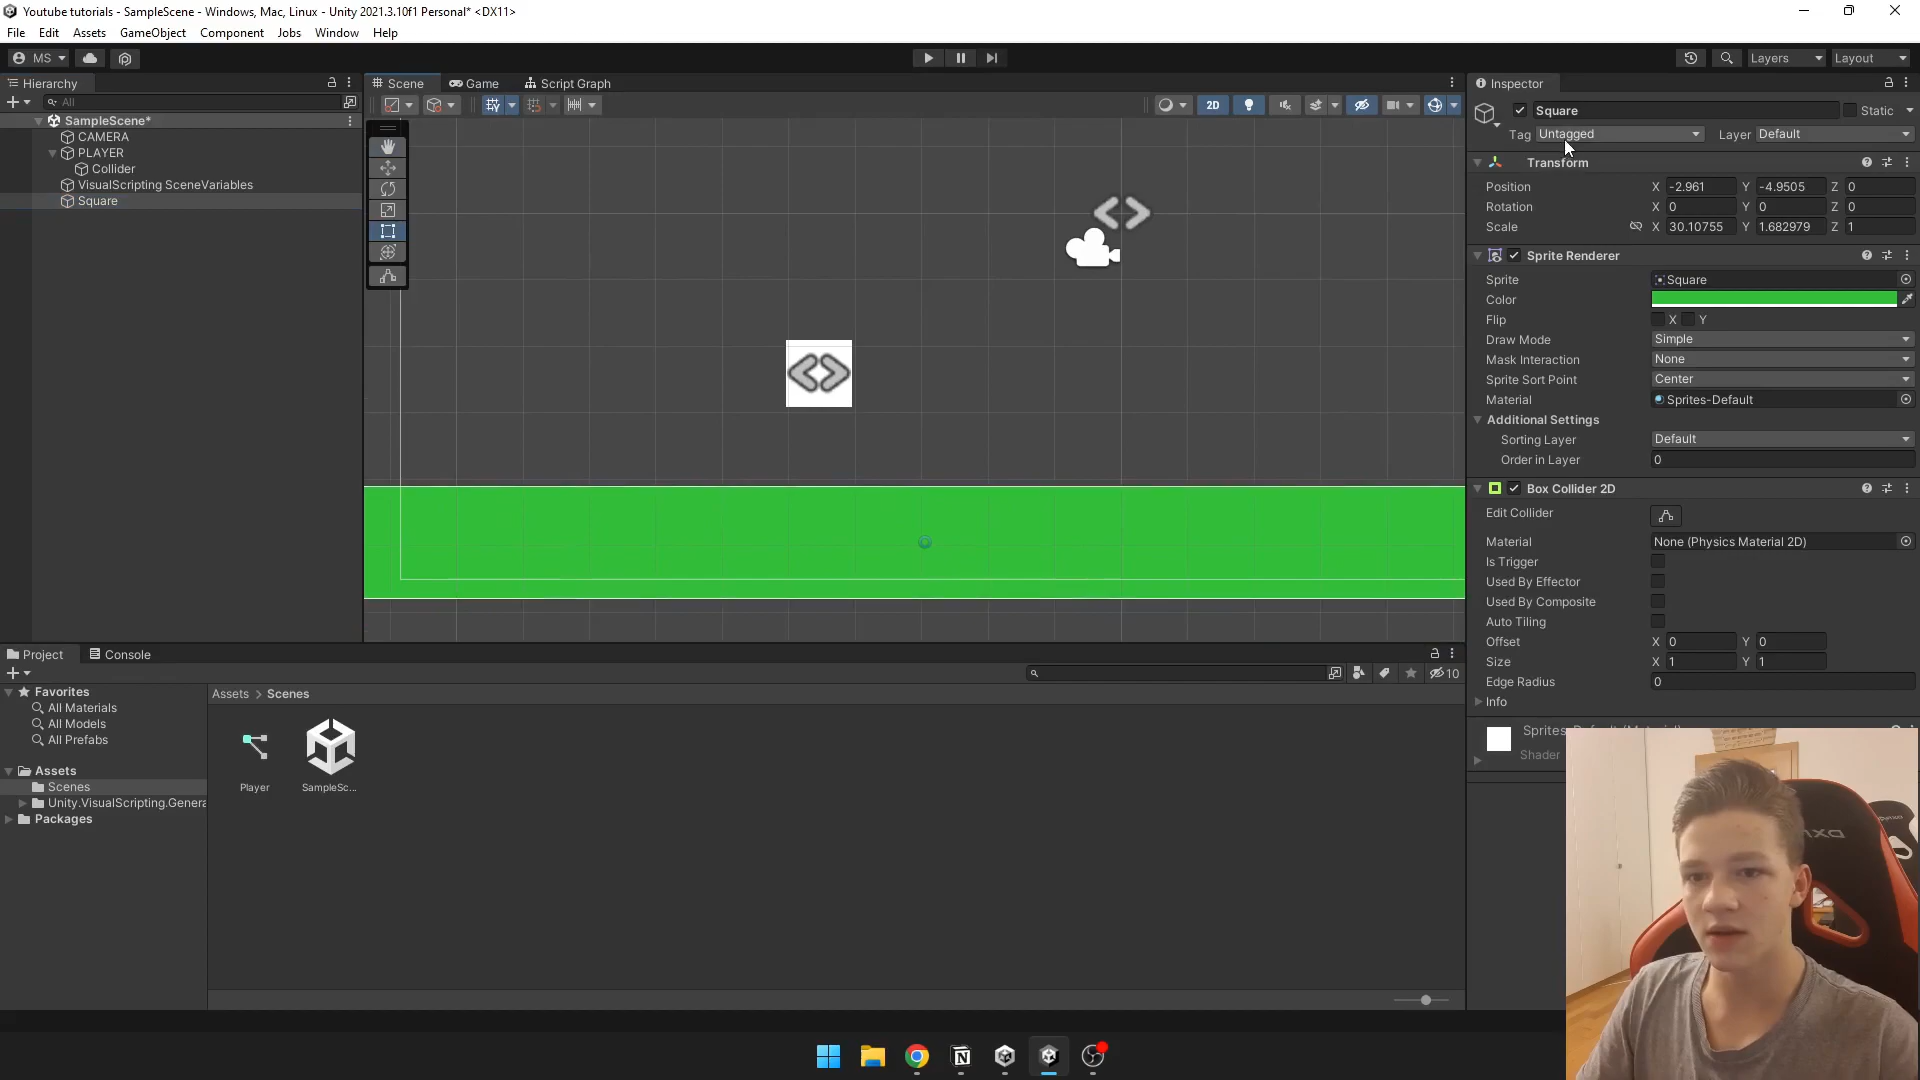 Youtube tutorials - SampleScene - Windows, Mac, Linux - Unity 2021.3.10f1 Personal* <DX11>
File Edit Assets GameObject Component Jobs Window Help
MS Layers Layout
Hierarchy
All
SampleScene*
CAMERA
PLAYER
Collider
VisualScripting SceneVariables
Square
Scene Game Script Graph
2D
Inspector
Square Static
Tag Untagged Layer Default
Transform
Position X -2.961 Y -4.9505 Z 0
Rotation X 0 Y 0 Z 0
Scale X 30.10755 Y 1.682979 Z 1
Sprite Renderer
Sprite Square
Color
Flip X Y
Draw Mode Simple
Mask Interaction None
Sprite Sort Point Center
Material Sprites-Default
Additional Settings
Sorting Layer Default
Order in Layer 0
Box Collider 2D
Edit Collider
Material None (Physics Material 2D)
Is Trigger
Used By Effector
Used By Composite
Auto Tiling
Offset X 0 Y 0
Size X 1 Y 1
Edge Radius 0
Info
Shader
Project Console
10
Favorites
All Materials
All Models
All Prefabs
Assets
Scenes
Unity.VisualScripting.Genera
Packages
Assets > Scenes
Player SampleSc...